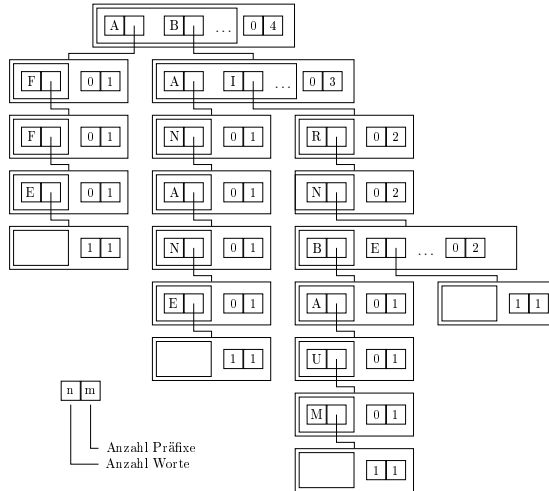 A B ... 0 4
F 0 1 A I ... 0 3
F 0 1 N 0 1 R 0 2
E 0 1 A 0 1 N 0 2
1 1 N 0 1 B E ... 0 2
E 0 1 A 0 1 1 1
1 1 U 0 1
n m M 0 1
Anzahl Präfixe
Anzahl Worte 1 1